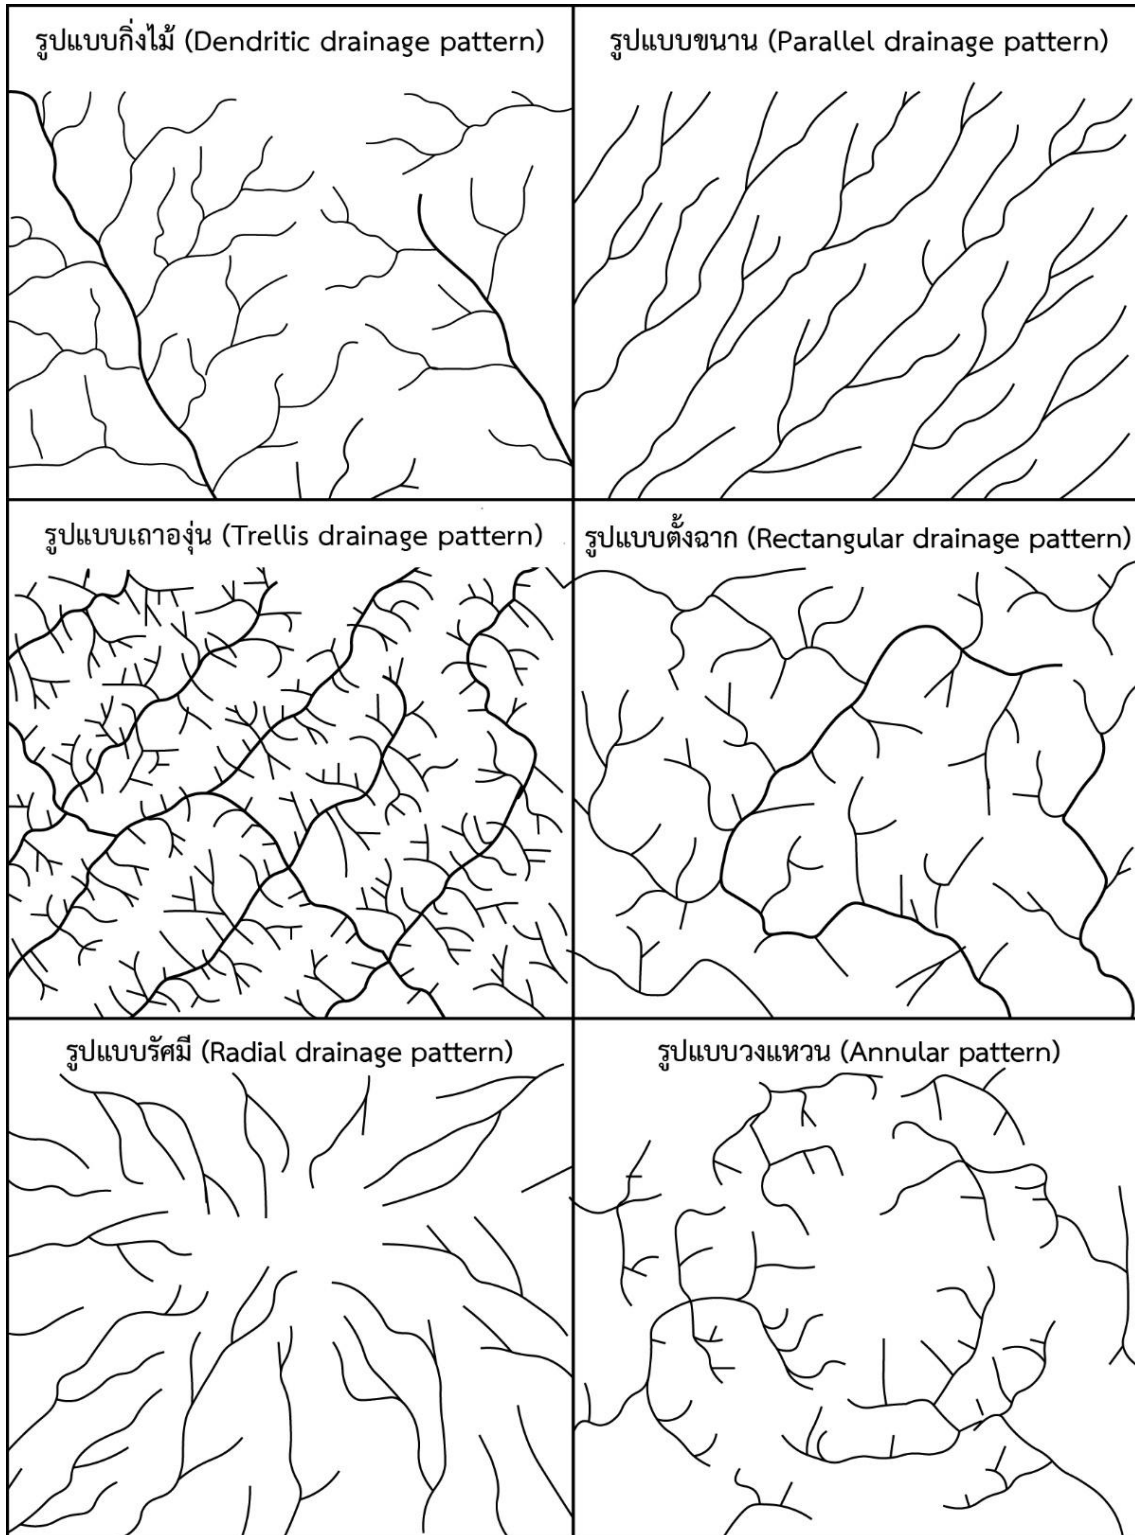 รูปแบบกิ่งไม้ (Dendritic drainage pattern)
รูปแบบขนาน (Parallel drainage pattern)
รูปแบบเถาองุ่น (Trellis drainage pattern)
รูปแบบตั้งฉาก (Rectangular drainage pattern)
รูปแบบรัศมี (Radial drainage pattern)
รูปแบบวงแหวน (Annular pattern)